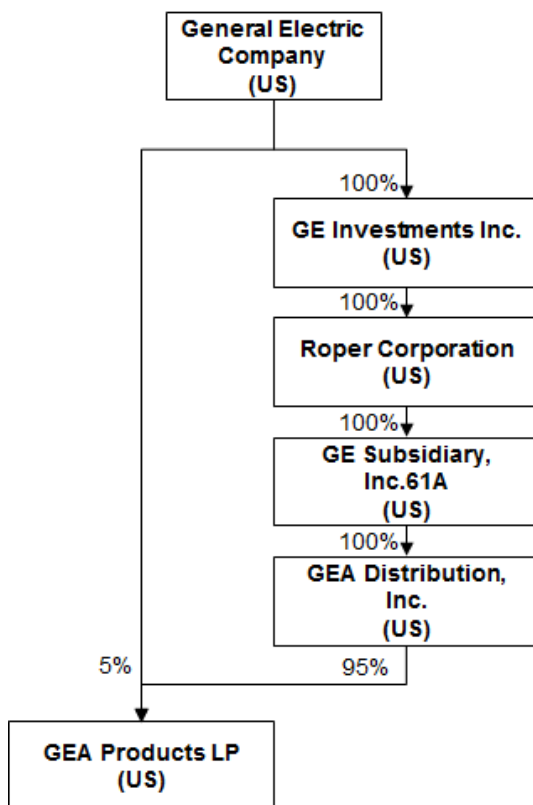 General Electric
Company
(US)
100%
GE Investments Inc.
(US)
100%
Roper Corporation
(US)
100%
GE Subsidiary,
Inc.61A
(US)
100%
GEA Distribution,
Inc.
(US)
5%
95%
GEA Products LP
(US)